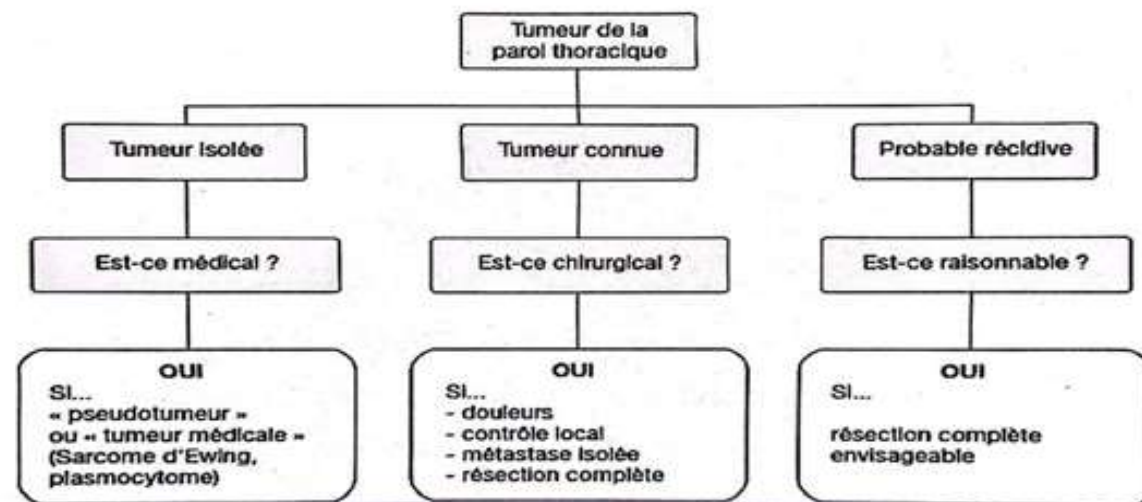 Tumeur de la
paroi thoracique
Tumeur isolée
Tumeur connue
Probable récidive
Est-ce médical ?
Est-ce chirurgical ?
Est-ce raisonnable ?
OUI
Si...
« pseudotumeur »
ou « tumeur médicale »
(Sarcome d'Ewing,
plasmocytome)
OUI
Si...
- douleurs
- contrôle local
- métastase isolée
- résection complète
OUI
Si...
résection complète
envisageable